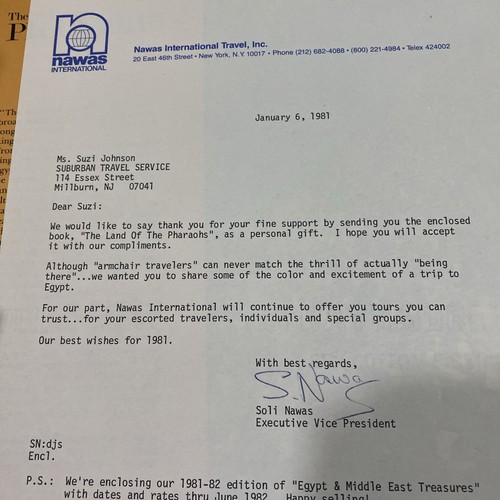 The
P
nawas
INTERNATIONAL
Nawas International Travel, Inc.
20 East 46th Street • New York, N.Y. 10017 • Phone (212) 682-4088 • (800) 221-4984 • Telex 424002
January 6, 1981
Ms. Suzi Johnson
SUBURBAN TRAVEL SERVICE
114 Essex Street
Millburn, NJ 07041
Dear Suzi:
We would like to say thank you for your fine support by sending you the enclosed
book, "The Land Of The Pharaohs", as a personal gift. I hope you will accept
it with our compliments.
Although "armchair travelers" can never match the thrill of actually "being
there"...we wanted you to share some of the color and excitement of a trip to
Egypt.
For our part, Nawas International will continue to offer you tours you can
trust...for your escorted travelers, individuals and special groups.
Our best wishes for 1981.
With best regards,
S. Nawas
Soli Nawas
Executive Vice President
SN:djs
Encl.
P.S.: We're enclosing our 1981-82 edition of "Egypt & Middle East Treasures"
with dates and rates thru June 1982. Happy selling!